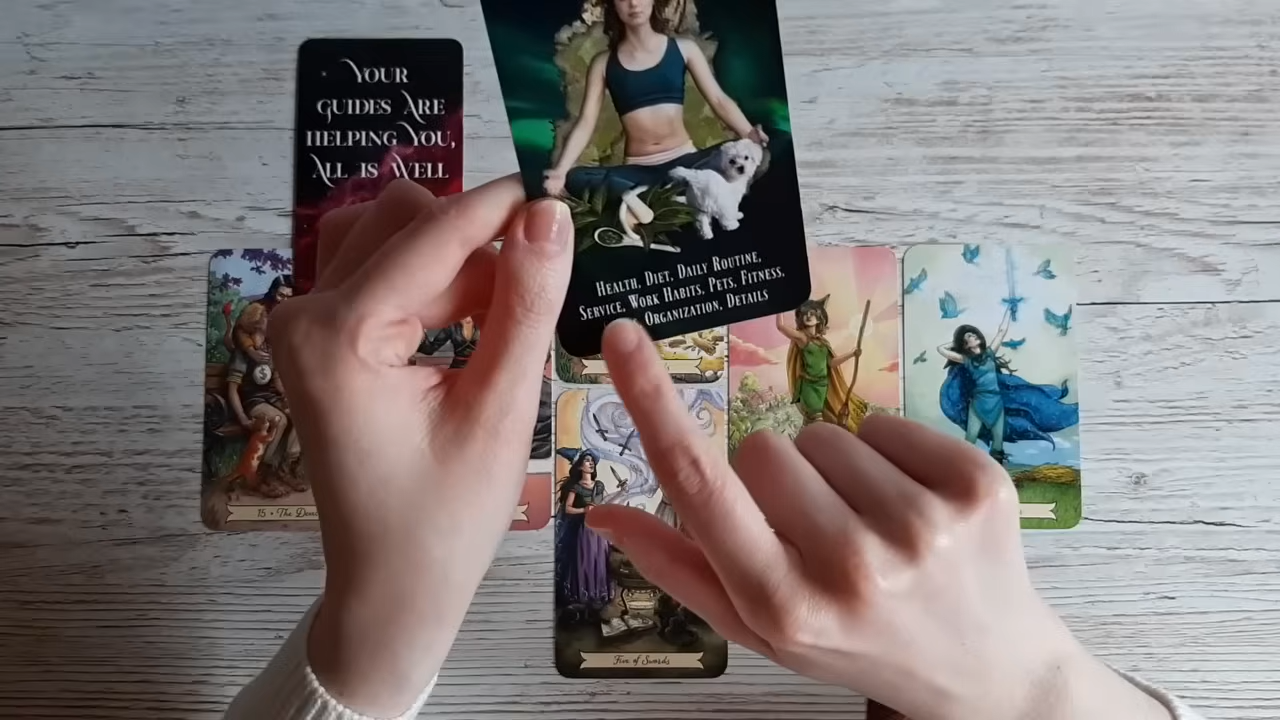 YOUR
GUIDES ARE
HELPING YOU,
ALL IS WELL
HEALTH, DIET, DAILY ROUTINE,
SERVICE, WORK HABITS, PETS, FITNESS,
ORGANIZATION, DETAILS
15 • The
Five of Swords